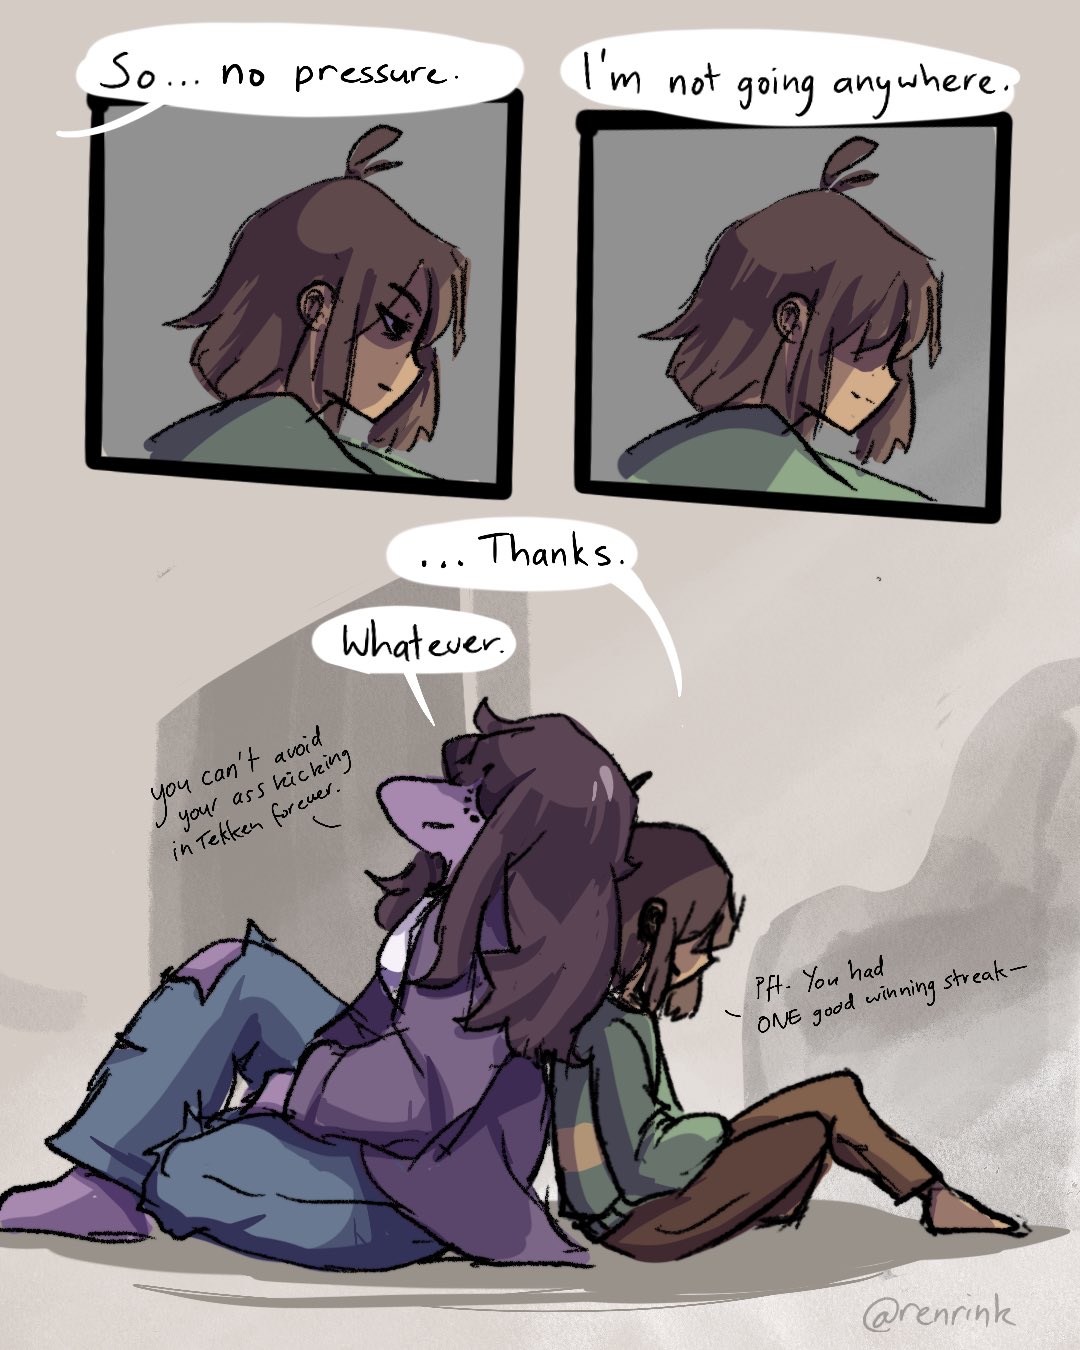 So... no pressure.
I'm not going anywhere.
... Thanks.
Whatever.
you can't avoid
your ass kicking
in Tekken forever.
Pft. You had
ONE good winning streak—
@renrink